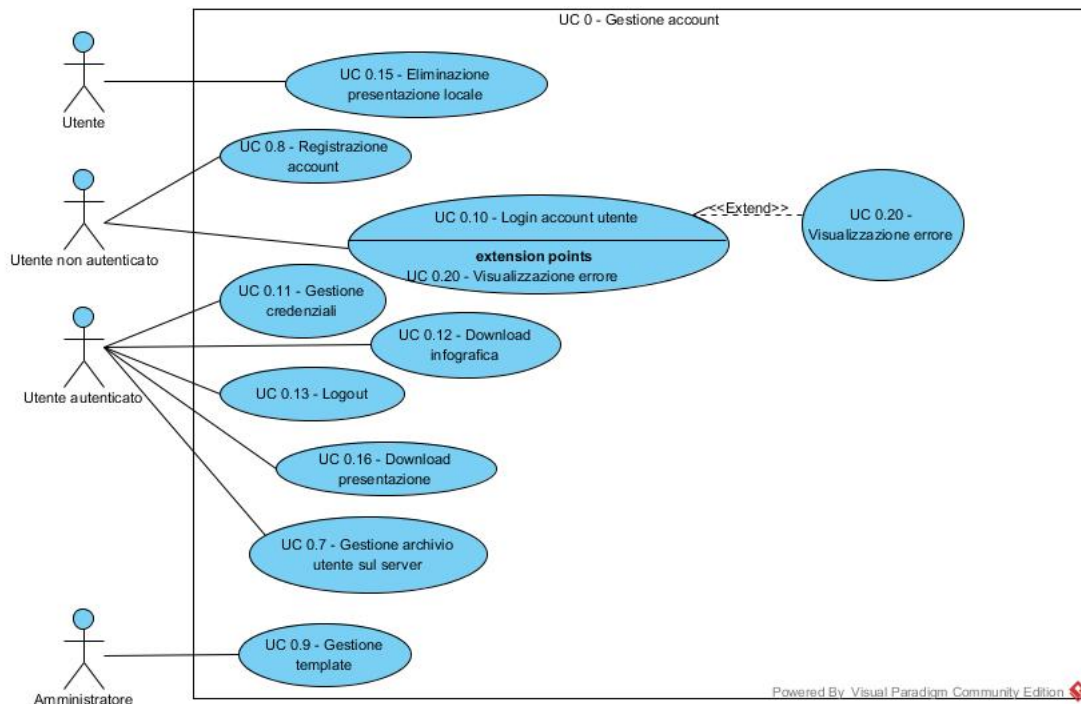 UC 0 - Gestione account
UC 0.15 - Eliminazione
presentazione locale
Utente
UC 0.8 - Registrazione
account
Utente non autenticato
UC 0.10 - Login account utente
extension points
UC 0.20 - Visualizzazione errore
<<Extend>>
UC 0.20 -
Visualizzazione errore
UC 0.11 - Gestione
credenziali
UC 0.12 - Download
infografica
Utente autenticato
UC 0.13 - Logout
UC 0.16 - Download
presentazione
UC 0.7 - Gestione archivio
utente sul server
UC 0.9 - Gestione
template
Amministratore
Powered By Visual Paradigm Community Edition